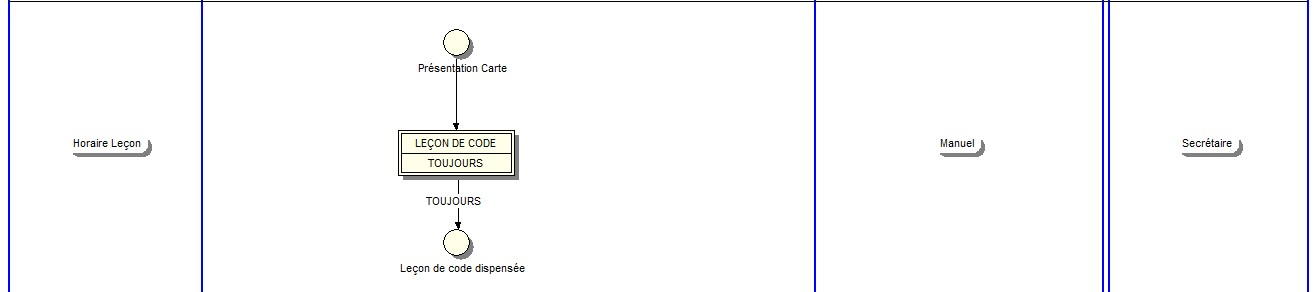 Présentation Carte
Horaire Leçon
LEÇON DE CODE
TOUJOURS
Manuel
Secrétaire
TOUJOURS
Leçon de code dispensée